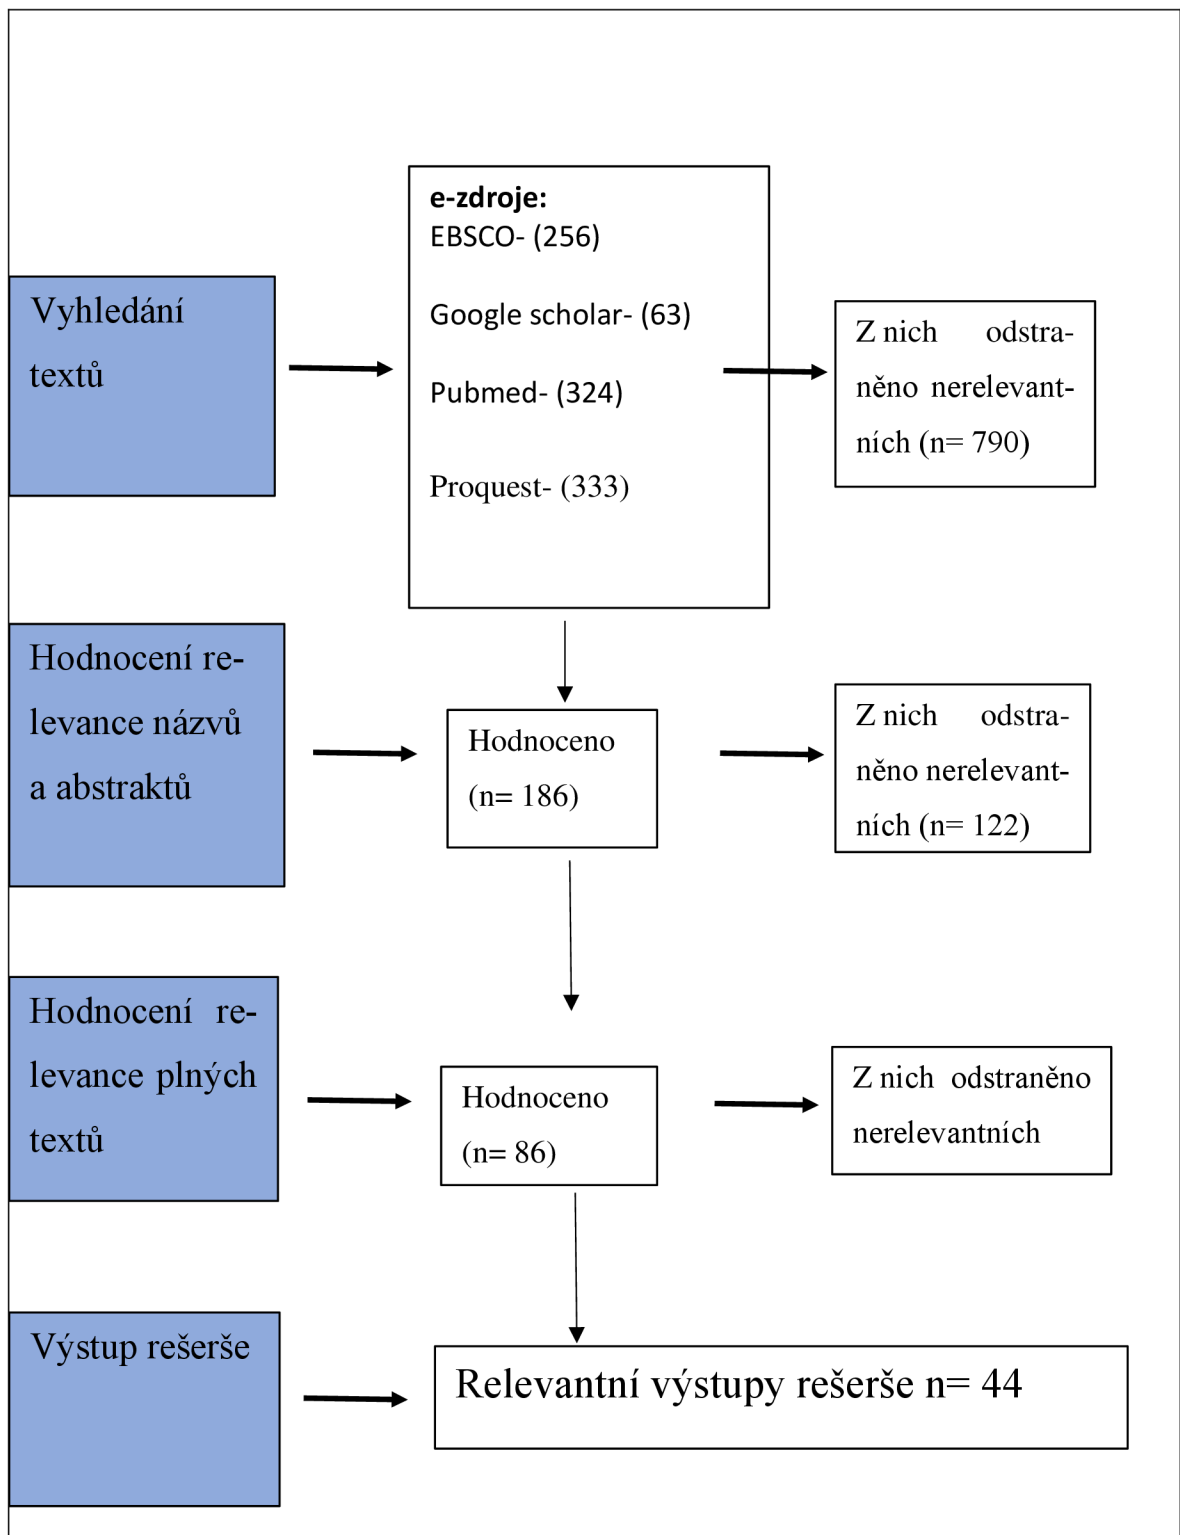 e-zdroje:
EBSCO- (256)
Google scholar- (63)
Pubmed- (324)
Proquest- (333)
Vyhledání
textů
Z nich odstra-
něno nerelevant-
ních (n= 790)
Hodnocení re-
levance názvů
a abstraktů
Hodnoceno
(n= 186)
Z nich odstra-
něno nerelevant-
ních (n= 122)
Hodnocení re-
levance plných
textů
Hodnoceno
(n= 86)
Z nich odstraněno
nerelevantních
Výstup rešerše
Relevantní výstupy rešerše n= 44